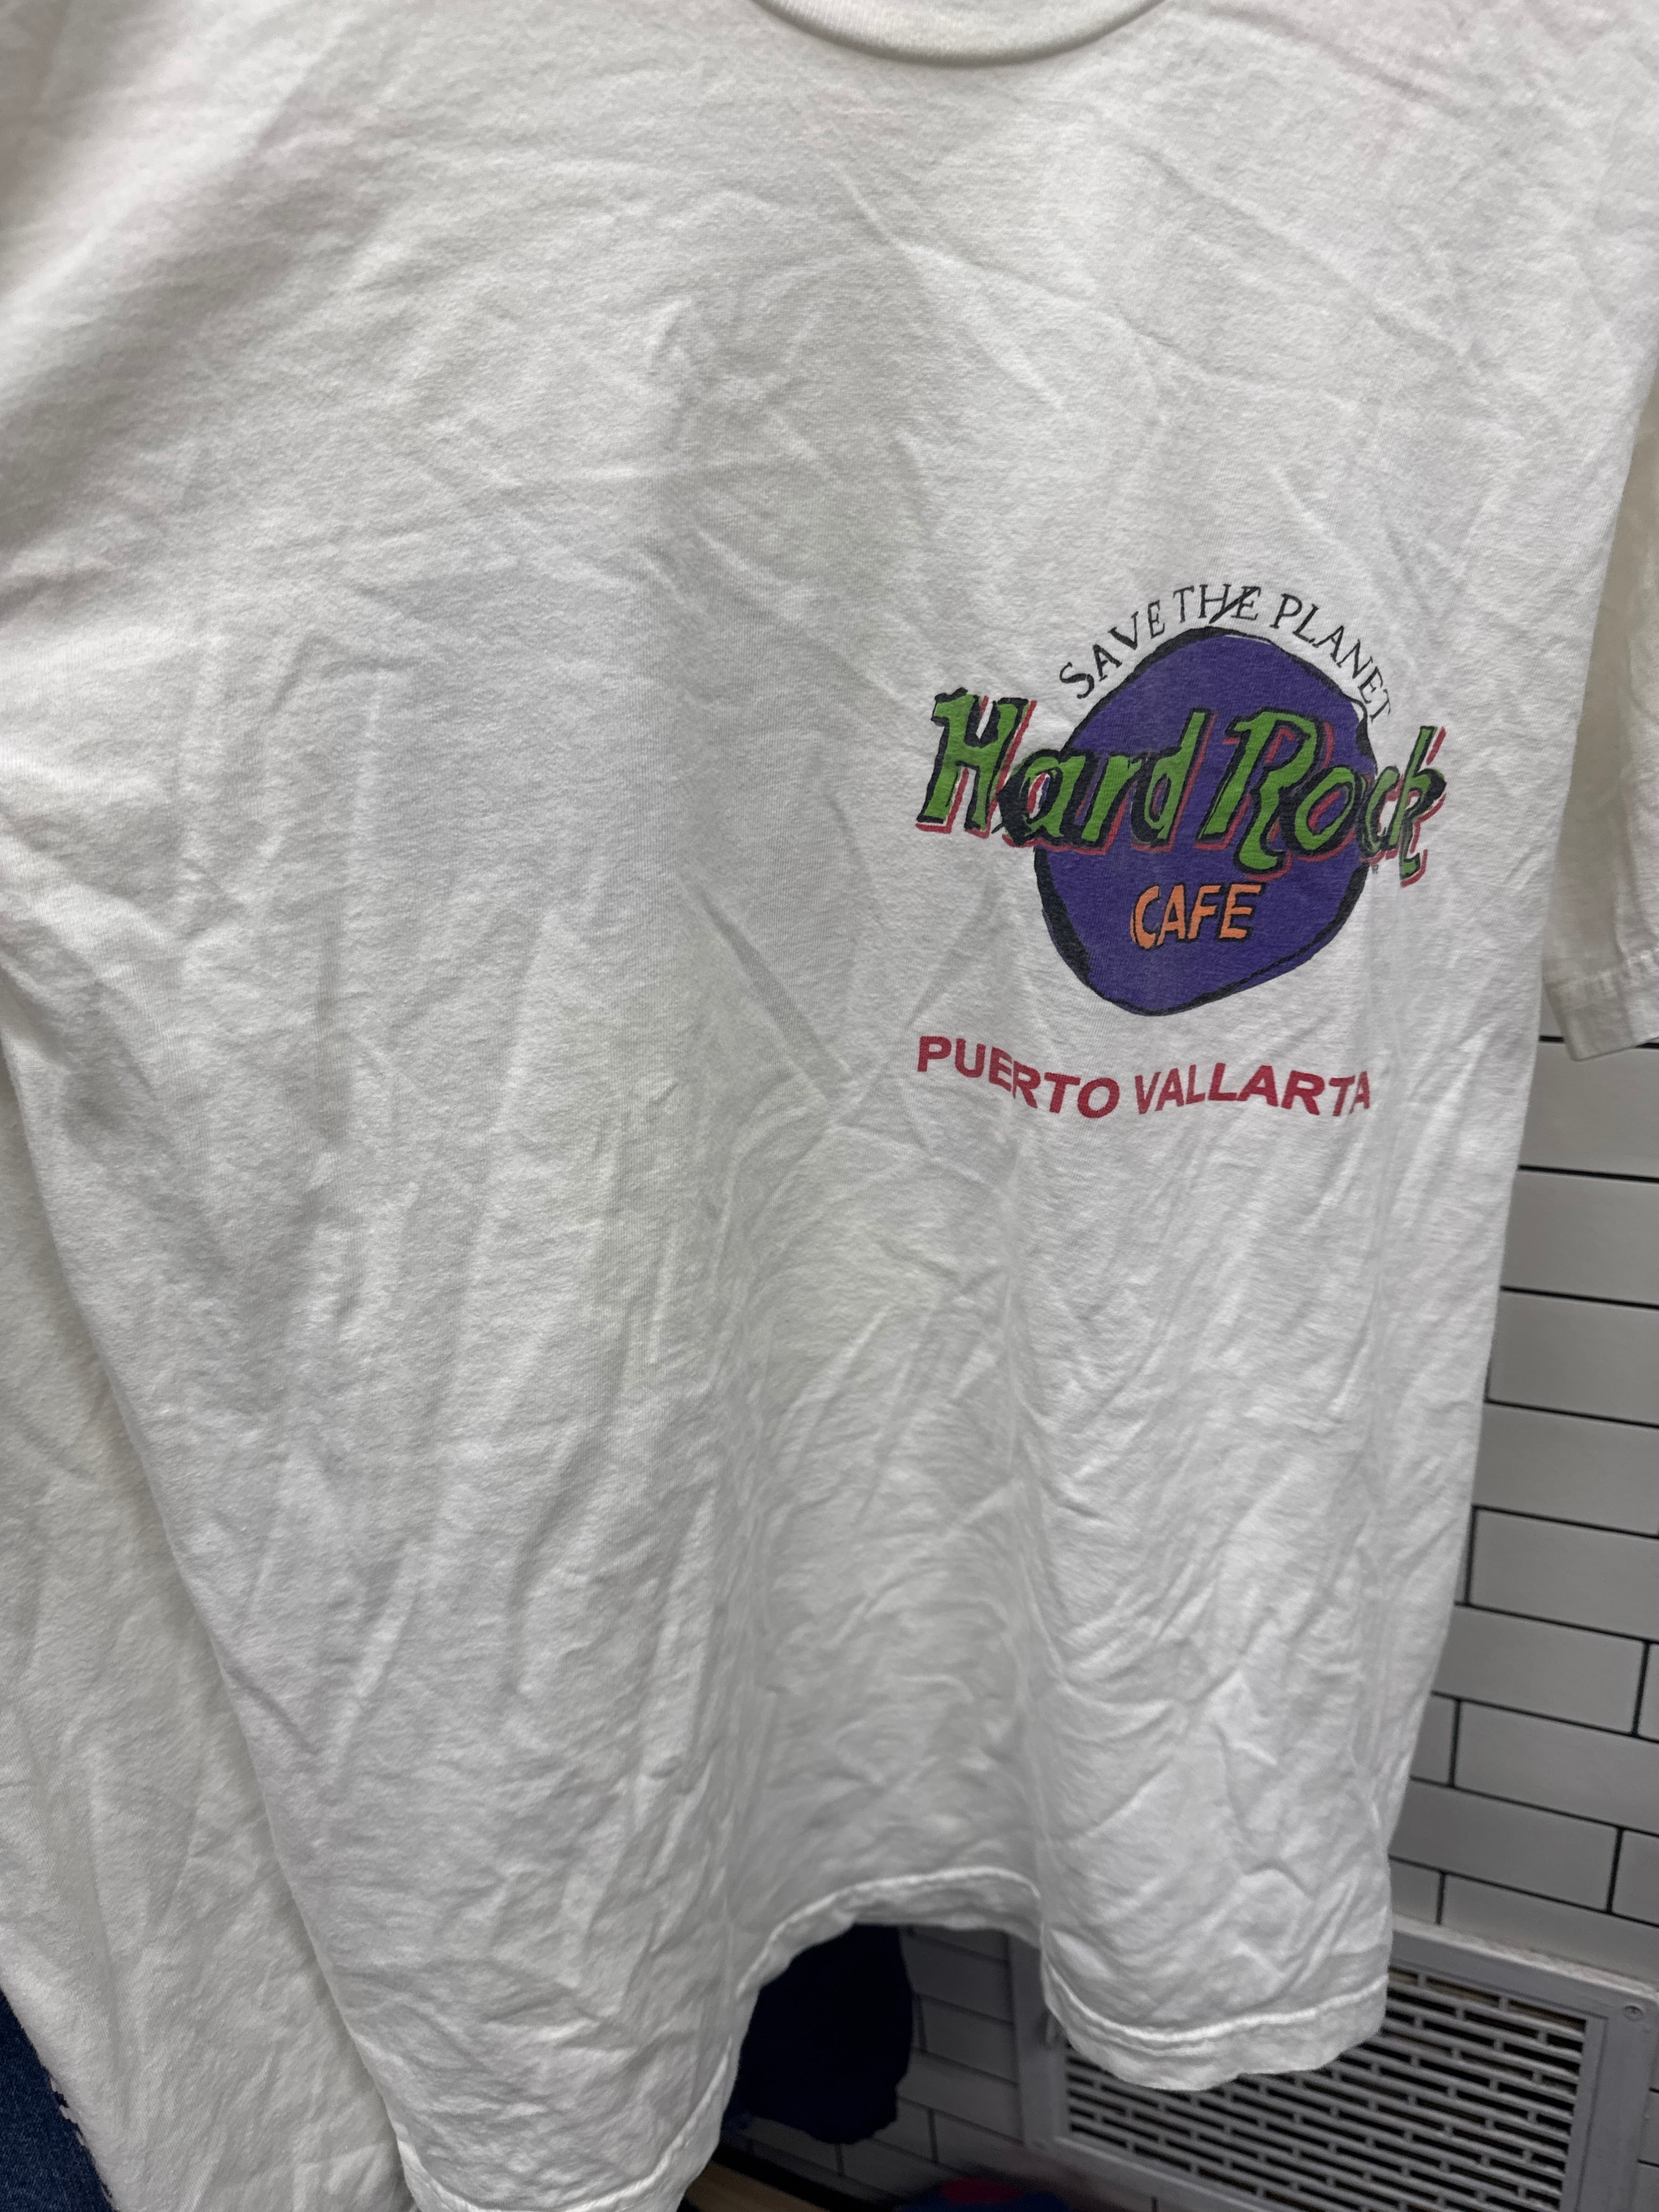 SAVE THE PLANET
Hard Rock
CAFE
PUERTO VALLARTA